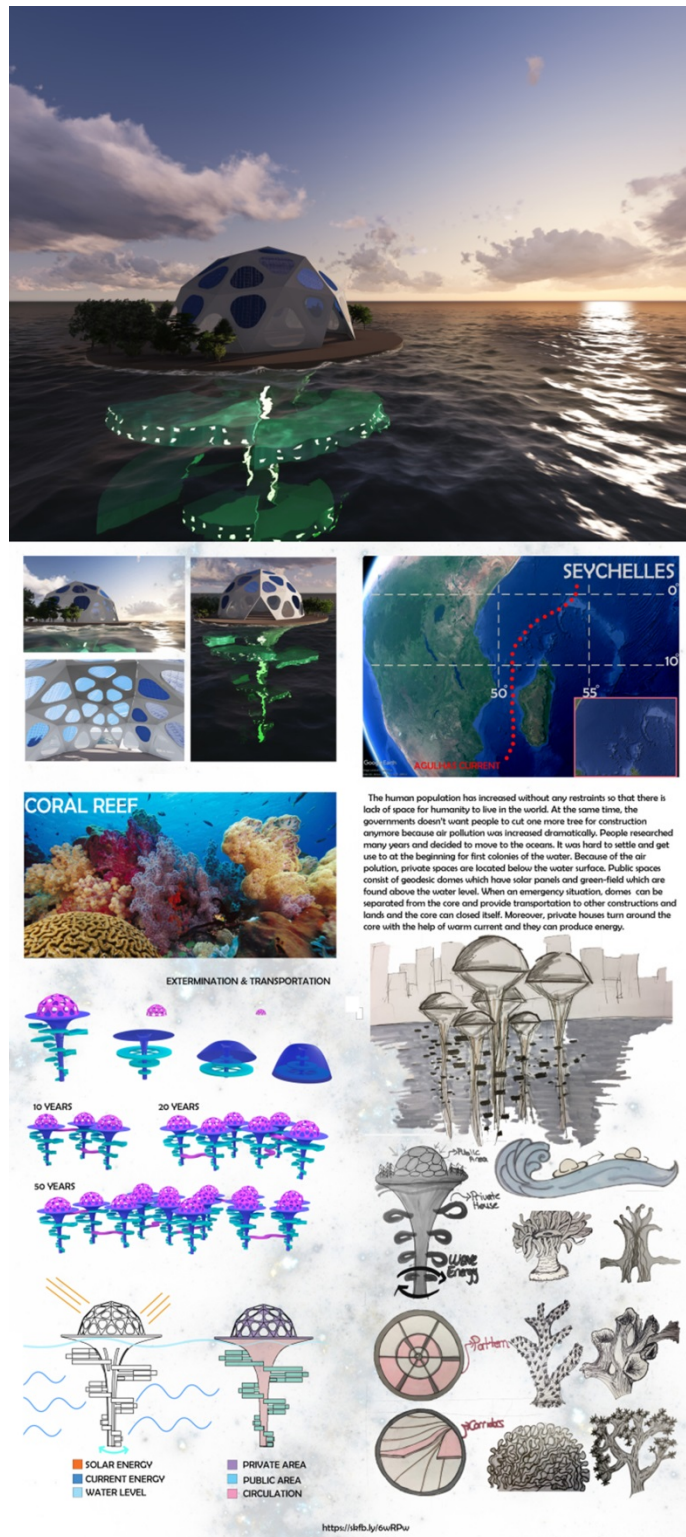 SEYCHELLES
0°
10°
50°
55°
Google Earth
AGULHAS CURRENT
CORAL REEF
The human population has increased without any restraints so that there is
lack of space for humanity to live in the world. At the same time, the
governments doesn't want people to cut one more tree for construction
anymore because air pollution was increased dramatically. People researched
many years and decided to move to the oceans. It was hard to settle and get
use to at the beginning for first colonies of the water. Because of the air
polution, private spaces are located below the water surface. Public spaces
consist of geodesic domes which have solar panels and green-field which are
found above the water level. When an emergency situation, domes can be
separated from the core and provide transportation to other constructions and
lands and the core can closed itself. Moreover, private houses turn around the
core with the help of warm current and they can produce energy.
EXTERMINATION & TRANSPORTATION
10 YEARS
20 YEARS
50 YEARS
Public
Area
Private
House
Wave
Energy
Pattern
Corridors
SOLAR ENERGY
CURRENT ENERGY
WATER LEVEL
PRIVATE AREA
PUBLIC AREA
CIRCULATION
https://skfb.ly/6wRPw